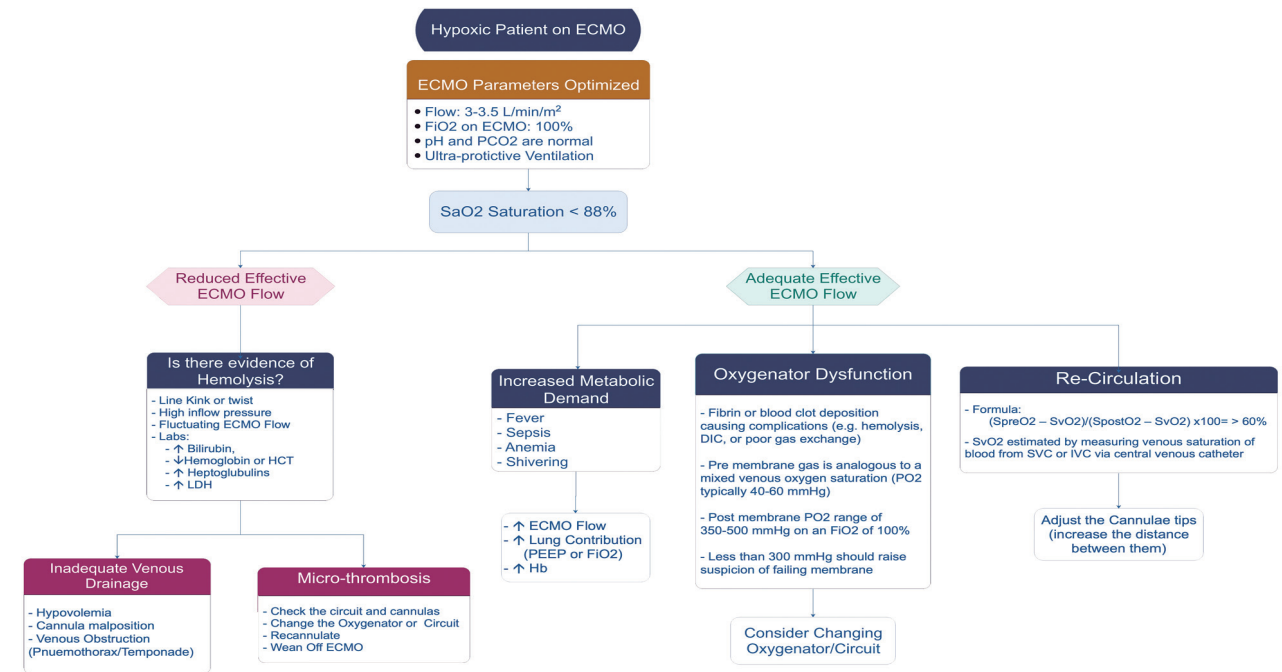 Hypoxic Patient on ECMO
ECMO Parameters Optimized
• Flow: 3-3.5 L/min/m²
• FiO2 on ECMO: 100%
• pH and PCO2 are normal
• Ultra-protictive Ventilation
SaO2 Saturation < 88%
Reduced Effective
ECMO Flow
Adequate Effective
ECMO Flow
Is there evidence of
Hemolysis?
- Line Kink or twist
- High inflow pressure
- Fluctuating ECMO Flow
- Labs:
- ↑ Bilirubin,
- ↓Hemoglobin or HCT
- ↑ Heptoglubulins
- ↑ LDH
Inadequate Venous
Drainage
- Hypovolemia
- Cannula malposition
- Venous Obstruction
(Pnuemothorax/Temponade)
Micro-thrombosis
- Check the circuit and cannulas
- Change the Oxygenator or Circuit
- Recannulate
- Wean Off ECMO
Increased Metabolic
Demand
- Fever
- Sepsis
- Anemia
- Shivering
- ↑ ECMO Flow
- ↑ Lung Contribution
(PEEP or FiO2)
- ↑ Hb
Oxygenator Dysfunction
- Fibrin or blood clot deposition
causing complications (e.g. hemolysis,
DIC, or poor gas exchange)
- Pre membrane gas is analogous to a
mixed venous oxygen saturation (PO2
typically 40-60 mmHg)
- Post membrane PO2 range of
350-500 mmHg on an FiO2 of 100%
- Less than 300 mmHg should raise
suspicion of failing membrane
Consider Changing
Oxygenator/Circuit
Re-Circulation
- Formula:
(SpreO2 – SvO2)/(SpostO2 – SvO2) x100= > 60%
- SvO2 estimated by measuring venous saturation of
blood from SVC or IVC via central venous catheter
Adjust the Cannulae tips
(increase the distance
between them)